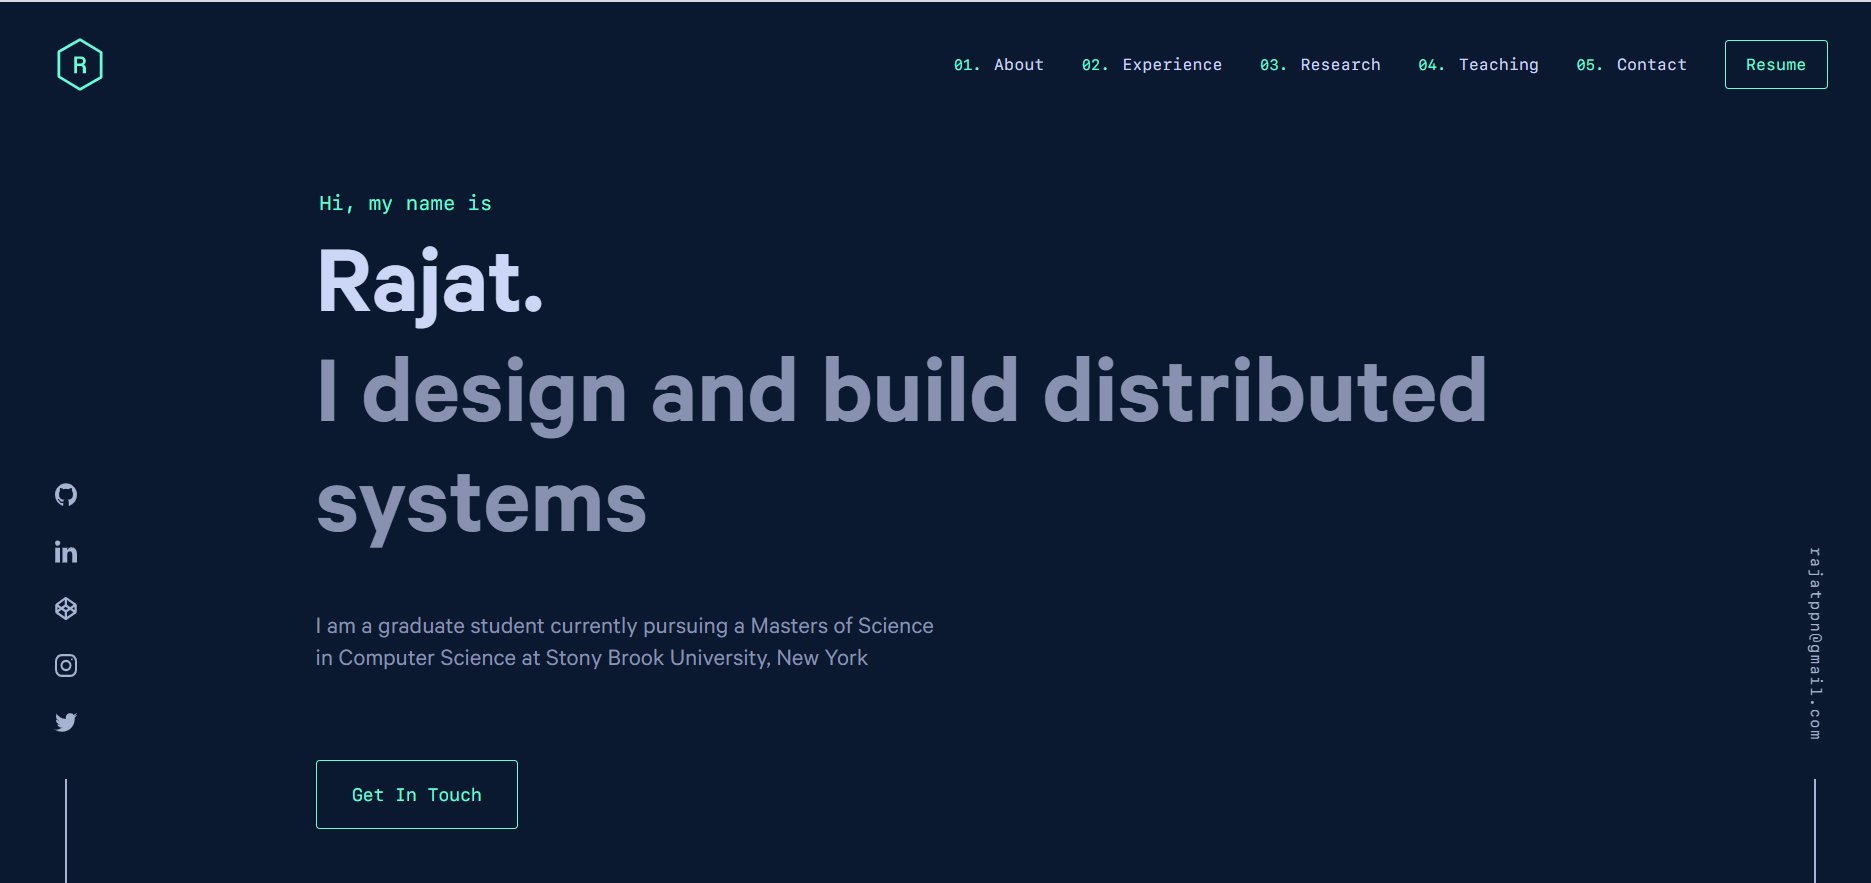 R
01. About 02. Experience 03. Research 04. Teaching 05. Contact Resume
Hi, my name is
Rajat.
I design and build distributed
systems
I am a graduate student currently pursuing a Masters of Science
in Computer Science at Stony Brook University, New York
Get In Touch
rajatppn@gmail.com